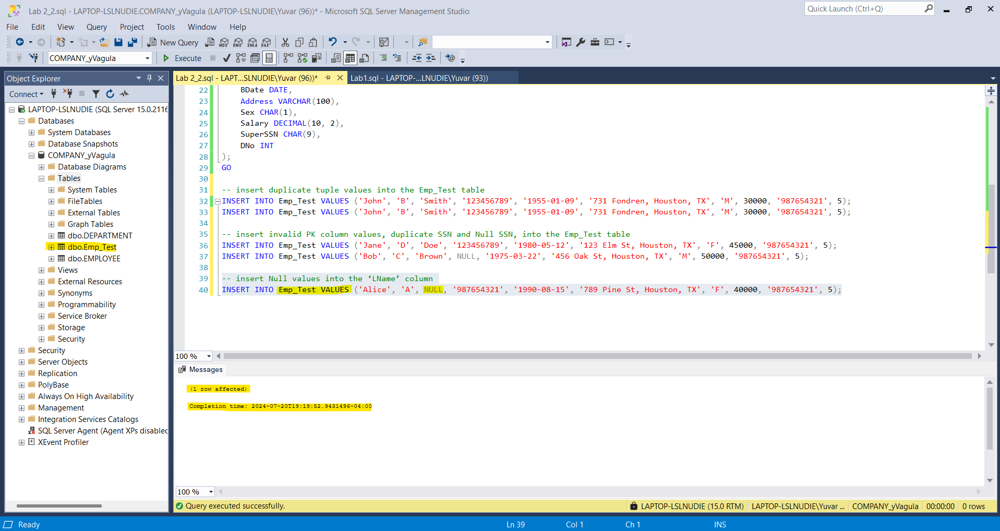 Lab 2_2.sql - LAPTOP-LSLNUDIE.COMPANY_yVagula (LAPTOP-LSLNUDIE\Yuvar (96))* - Microsoft SQL Server Management Studio
Quick Launch (Ctrl+Q)
File Edit View Query Project Tools Window Help
New Query MDX DMX XMLA DAX
COMPANY_yVagula Execute
Object Explorer
Connect
LAPTOP-LSLNUDIE (SQL Server 15.0.2116
Databases
System Databases
Database Snapshots
COMPANY_yVagula
Database Diagrams
Tables
System Tables
FileTables
External Tables
Graph Tables
dbo.DEPARTMENT
dbo.Emp_Test
dbo.EMPLOYEE
Views
External Resources
Synonyms
Programmability
Service Broker
Storage
Security
Security
Server Objects
Replication
PolyBase
Always On High Availability
Management
Integration Services Catalogs
SQL Server Agent (Agent XPs disabled
XEvent Profiler
Lab 2_2.sql - LAPT...SLNUDIE\Yuvar (96))* Lab1.sql - LAPTOP-...LNUDIE\Yuvar (93))
22 BDate DATE,
23 Address VARCHAR(100),
24 Sex CHAR(1),
25 Salary DECIMAL(10, 2),
26 SuperSSN CHAR(9),
27 DNo INT
28 );
29 GO
30
31 -- insert duplicate tuple values into the Emp_Test table
32 INSERT INTO Emp_Test VALUES ('John', 'B', 'Smith', '123456789', '1955-01-09', '731 Fondren, Houston, TX', 'M', 30000, '987654321', 5);
33 INSERT INTO Emp_Test VALUES ('John', 'B', 'Smith', '123456789', '1955-01-09', '731 Fondren, Houston, TX', 'M', 30000, '987654321', 5);
34
35 -- insert invalid PK column values, duplicate SSN and Null SSN, into the Emp_Test table
36 INSERT INTO Emp_Test VALUES ('Jane', 'D', 'Doe', '123456789', '1980-05-12', '123 Elm St, Houston, TX', 'F', 45000, '987654321', 5);
37 INSERT INTO Emp_Test VALUES ('Bob', 'C', 'Brown', NULL, '1975-03-22', '456 Oak St, Houston, TX', 'M', 50000, '987654321', 5);
38
39 -- insert Null values into the ‘LName’ column
40 INSERT INTO Emp_Test VALUES ('Alice', 'A', NULL, '987654321', '1990-08-15', '789 Pine St, Houston, TX', 'F', 40000, '987654321', 5);
100 %
Messages
(1 row affected)
Completion time: 2024-07-20T19:19:52.9431496-04:00
100 %
Query executed successfully. LAPTOP-LSLNUDIE (15.0 RTM) LAPTOP-LSLNUDIE\Yuvar ... COMPANY_yVagula 00:00:00 0 rows
Ready Ln 39 Col 1 Ch 1 INS